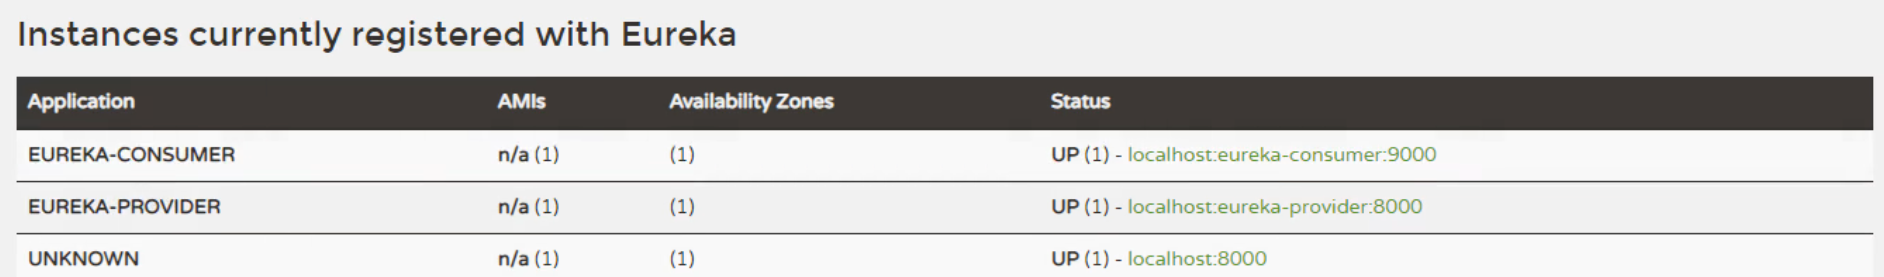 Instances currently registered with Eureka
Application AMIs Availability Zones Status
EUREKA-CONSUMER n/a (1) (1) UP (1) - localhost:eureka-consumer:9000
EUREKA-PROVIDER n/a (1) (1) UP (1) - localhost:eureka-provider:8000
UNKNOWN n/a (1) (1) UP (1) - localhost:8000